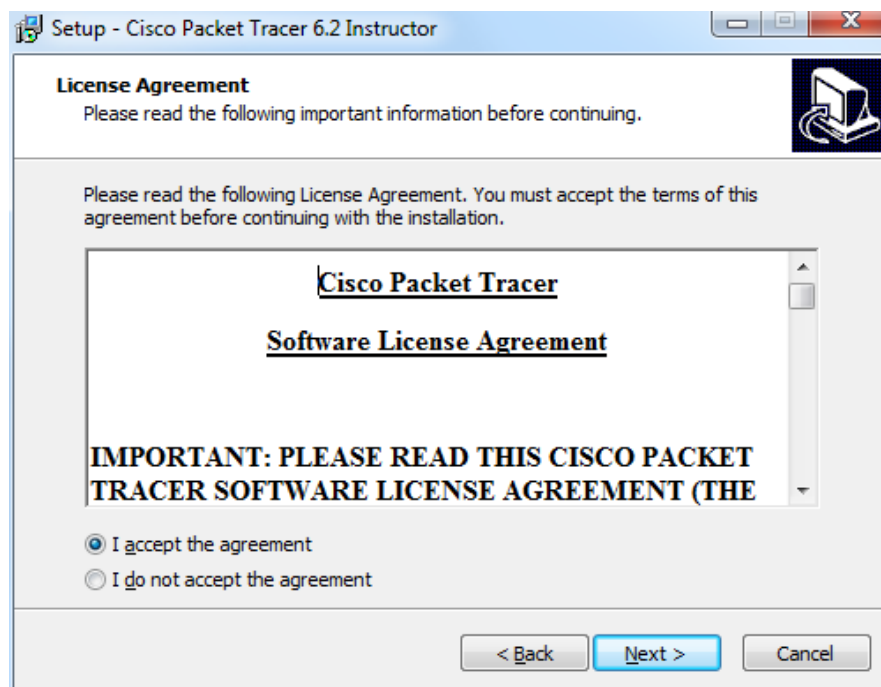 Setup - Cisco Packet Tracer 6.2 Instructor
License Agreement
Please read the following important information before continuing.
Please read the following License Agreement. You must accept the terms of this
agreement before continuing with the installation.
Cisco Packet Tracer
Software License Agreement
IMPORTANT: PLEASE READ THIS CISCO PACKET
TRACER SOFTWARE LICENSE AGREEMENT (THE
I accept the agreement
I do not accept the agreement
< Back Next > Cancel